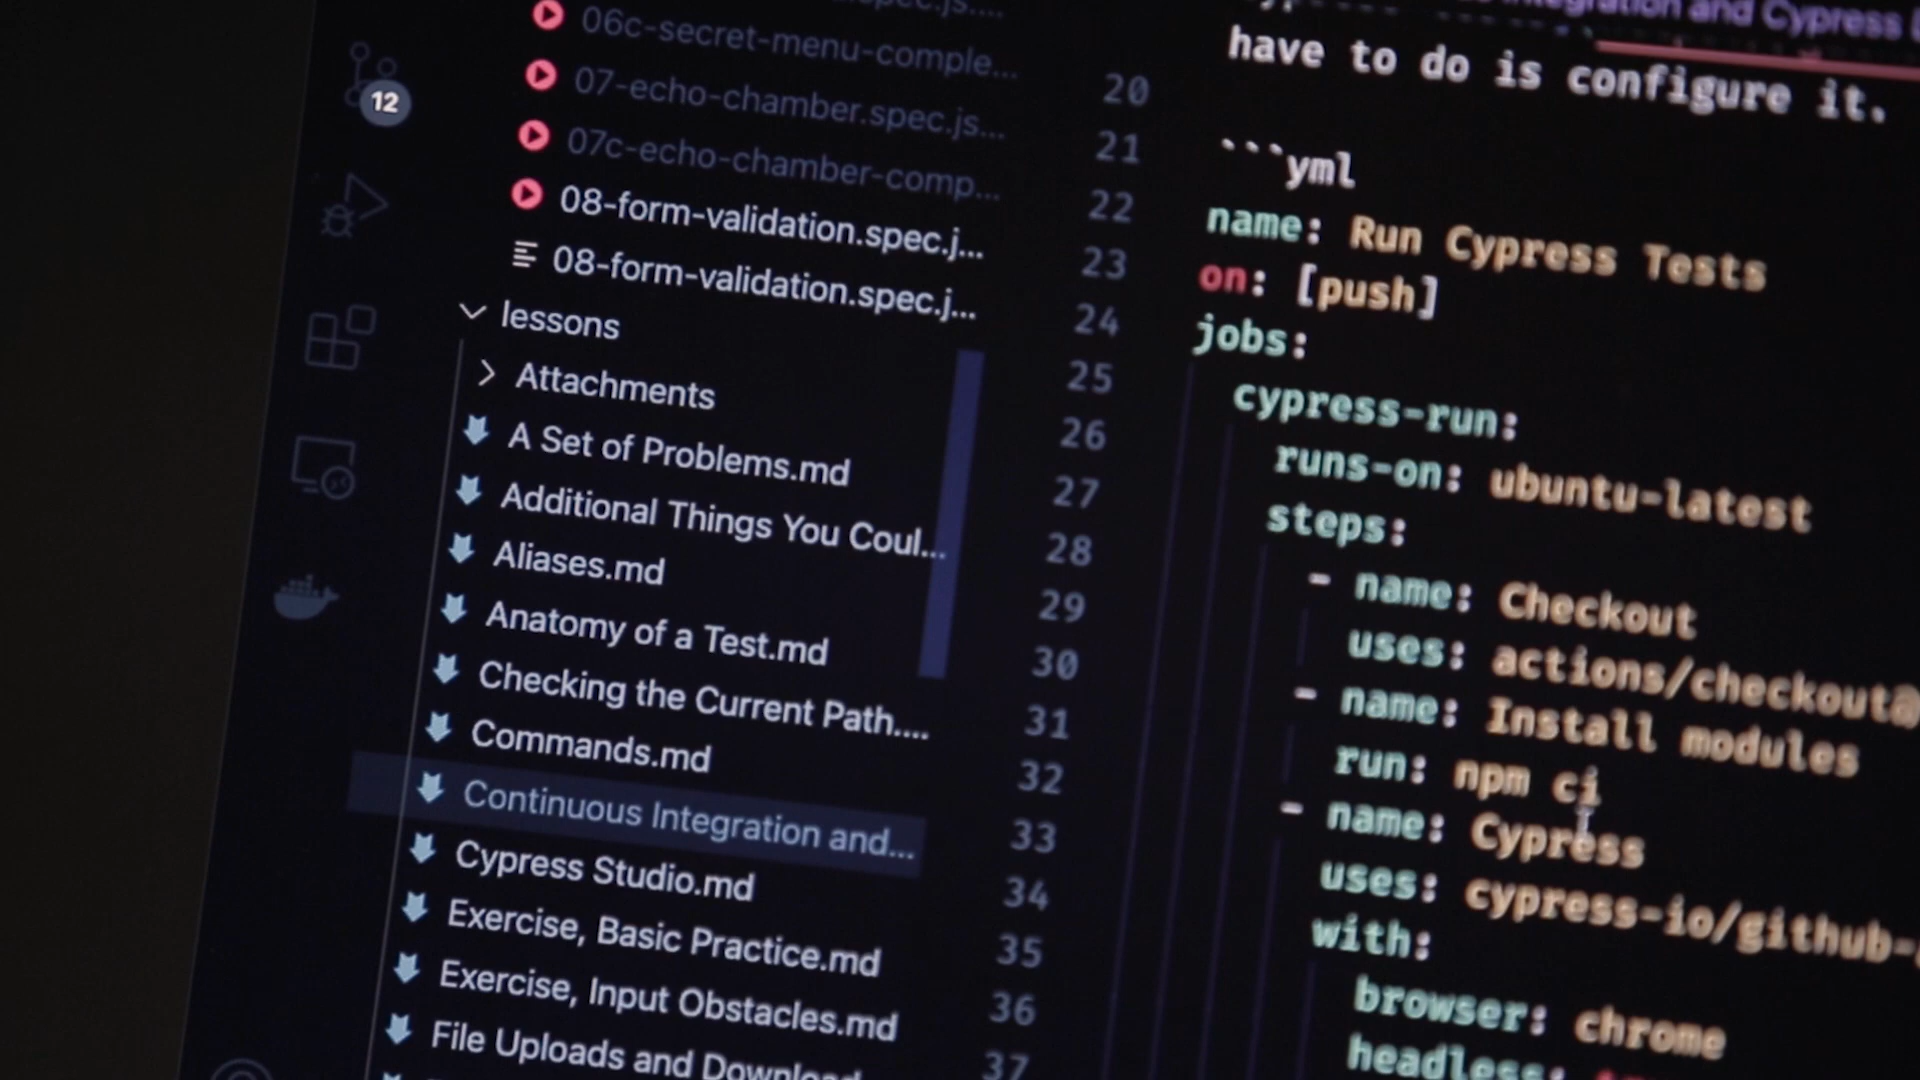 12
06c-secret-menu-comple...
07-echo-chamber.spec.js...
07c-echo-chamber-comp...
08-form-validation.spec.j...
08-form-validation.spec.j...
lessons
Attachments
A Set of Problems.md
Additional Things You Coul...
Aliases.md
Anatomy of a Test.md
Checking the Current Path....
Commands.md
Continuous Integration and...
Cypress Studio.md
Exercise, Basic Practice.md
Exercise, Input Obstacles.md
File Uploads and Download
and Cypress
have to do is configure it.
20
21 ```yml
22 name: Run Cypress Tests
23 on: [push]
24 jobs:
25 cypress-run:
26 runs-on: ubuntu-latest
27 steps:
28 - name: Checkout
29 uses: actions/checkout@
30 - name: Install modules
31 run: npm ci
32 - name: Cypress
33 uses: cypress-io/github-
34 with:
35 browser: chrome
36 headless:
37